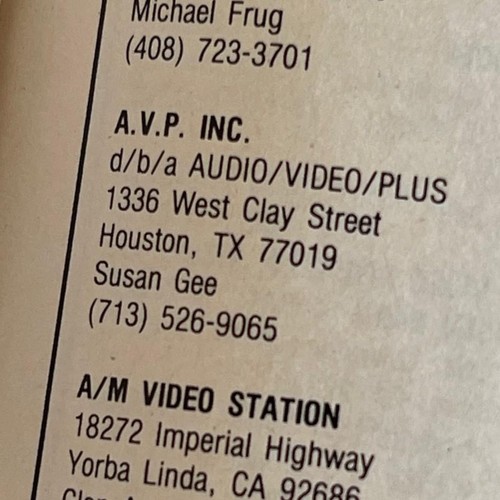 Michael Frug
(408) 723-3701
A.V.P. INC.
d/b/a AUDIO/VIDEO/PLUS
1336 West Clay Street
Houston, TX 77019
Susan Gee
(713) 526-9065
A/M VIDEO STATION
18272 Imperial Highway
Yorba Linda, CA 92686